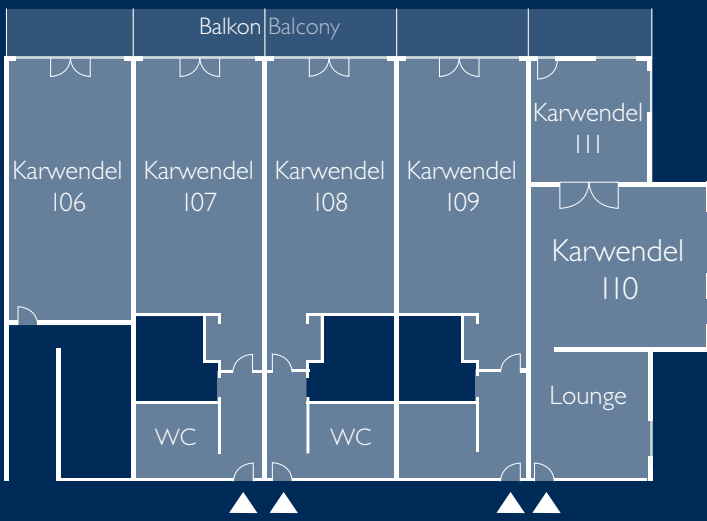 Balkon Balcony
Karwendel
111
Karwendel
106
Karwendel
107
Karwendel
108
Karwendel
109
Karwendel
110
Lounge
WC
WC